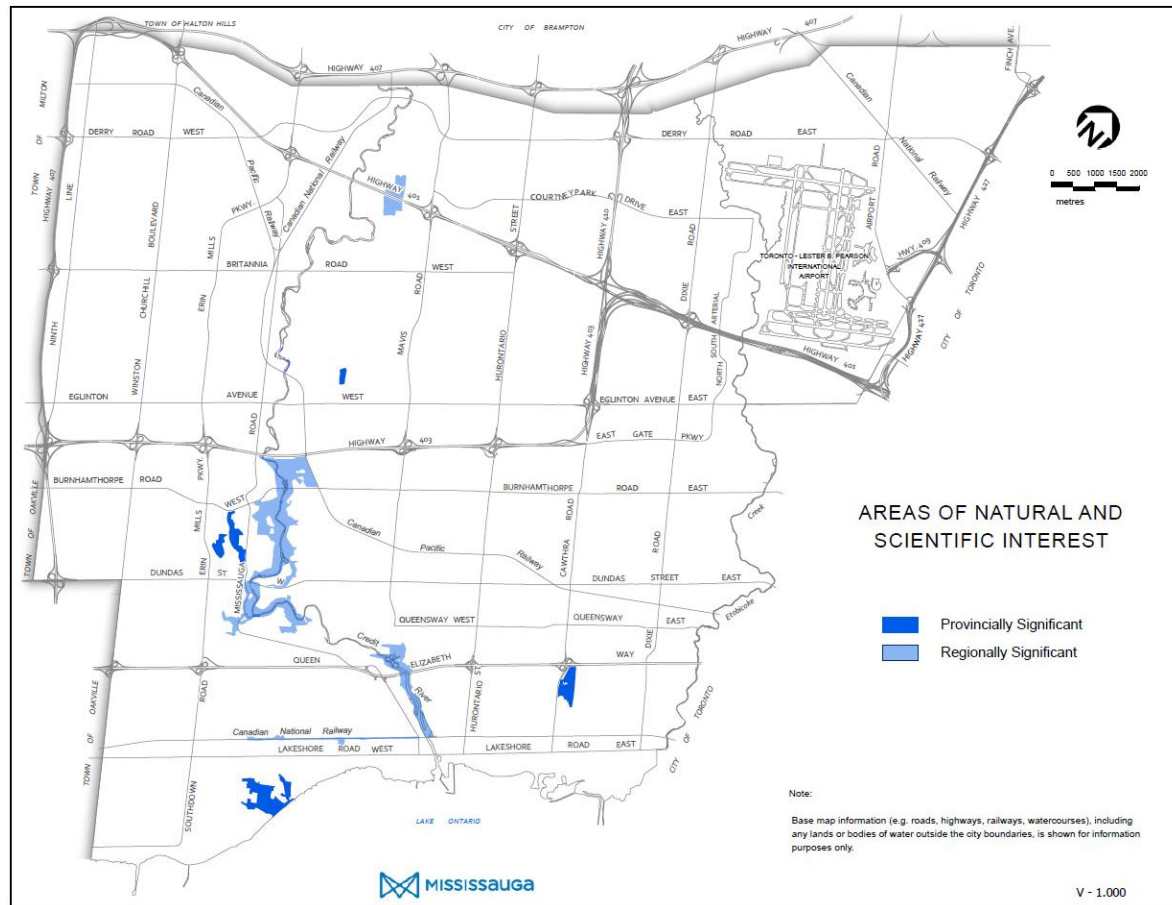 TOWN OF HALTON HILLS
CITY OF BRAMPTON
HIGHWAY 407
FINCH AVE.
HIGHWAY 407
TOWN OF MILTON
Canadian
Canadian
DERRY ROAD WEST
DERRY ROAD EAST
National
Railway
HIGHWAY 407
LINE
Pacific
Railway
Canadian National Railway
HIGHWAY 401
COURTNEYPARK DRIVE EAST
HIGHWAY 410
AIRPORT ROAD
HIGHWAY 427
N
0 500 1000 1500 2000
metres
TOWN OF MILTON
BOULEVARD
PKWY.
STREET
ROAD
HWY. 409
TORONTO - LESTER B. PEARSON
INTERNATIONAL
AIRPORT
BRITANNIA ROAD WEST
CHURCHILL
MILLS
ERIN
ROAD
MAVIS
HURONTARIO
HIGHWAY 403
DIXIE
SOUTH ARTERIAL
NORTH
HIGHWAY 401
HIGHWAY 427
CITY OF TORONTO
NINTH
WINSTON
EGLINTON AVENUE WEST
EGLINTON AVENUE EAST
ROAD
HIGHWAY 403
EAST GATE PKWY.
TOWN OF OAKVILLE
PKWY.
BURNHAMTHORPE ROAD WEST
BURNHAMTHORPE ROAD EAST
MILLS
ERIN
Canadian
Pacific
Railway
ROAD
CAWTHRA
ROAD
Creek
AREAS OF NATURAL AND
SCIENTIFIC INTEREST
TOWN OF OAKVILLE
DUNDAS ST W.
DUNDAS STREET EAST
MISSISSAUGA
Etobicoke
QUEENSWAY WEST
QUEENSWAY EAST
Provincially Significant
Regionally Significant
DIXIE
Credit
River
QUEEN ELIZABETH WAY
ROAD
HURONTARIO ST.
TOWN OF OAKVILLE
Canadian National Railway
LAKESHORE ROAD WEST
LAKESHORE ROAD EAST
CITY OF TORONTO
SOUTHDOWN
LAKE ONTARIO
Note:
Base map information (e.g. roads, highways, railways, watercourses), including
any lands or bodies of water outside the city boundaries, is shown for information
purposes only.
MISSISSAUGA
V - 1.000